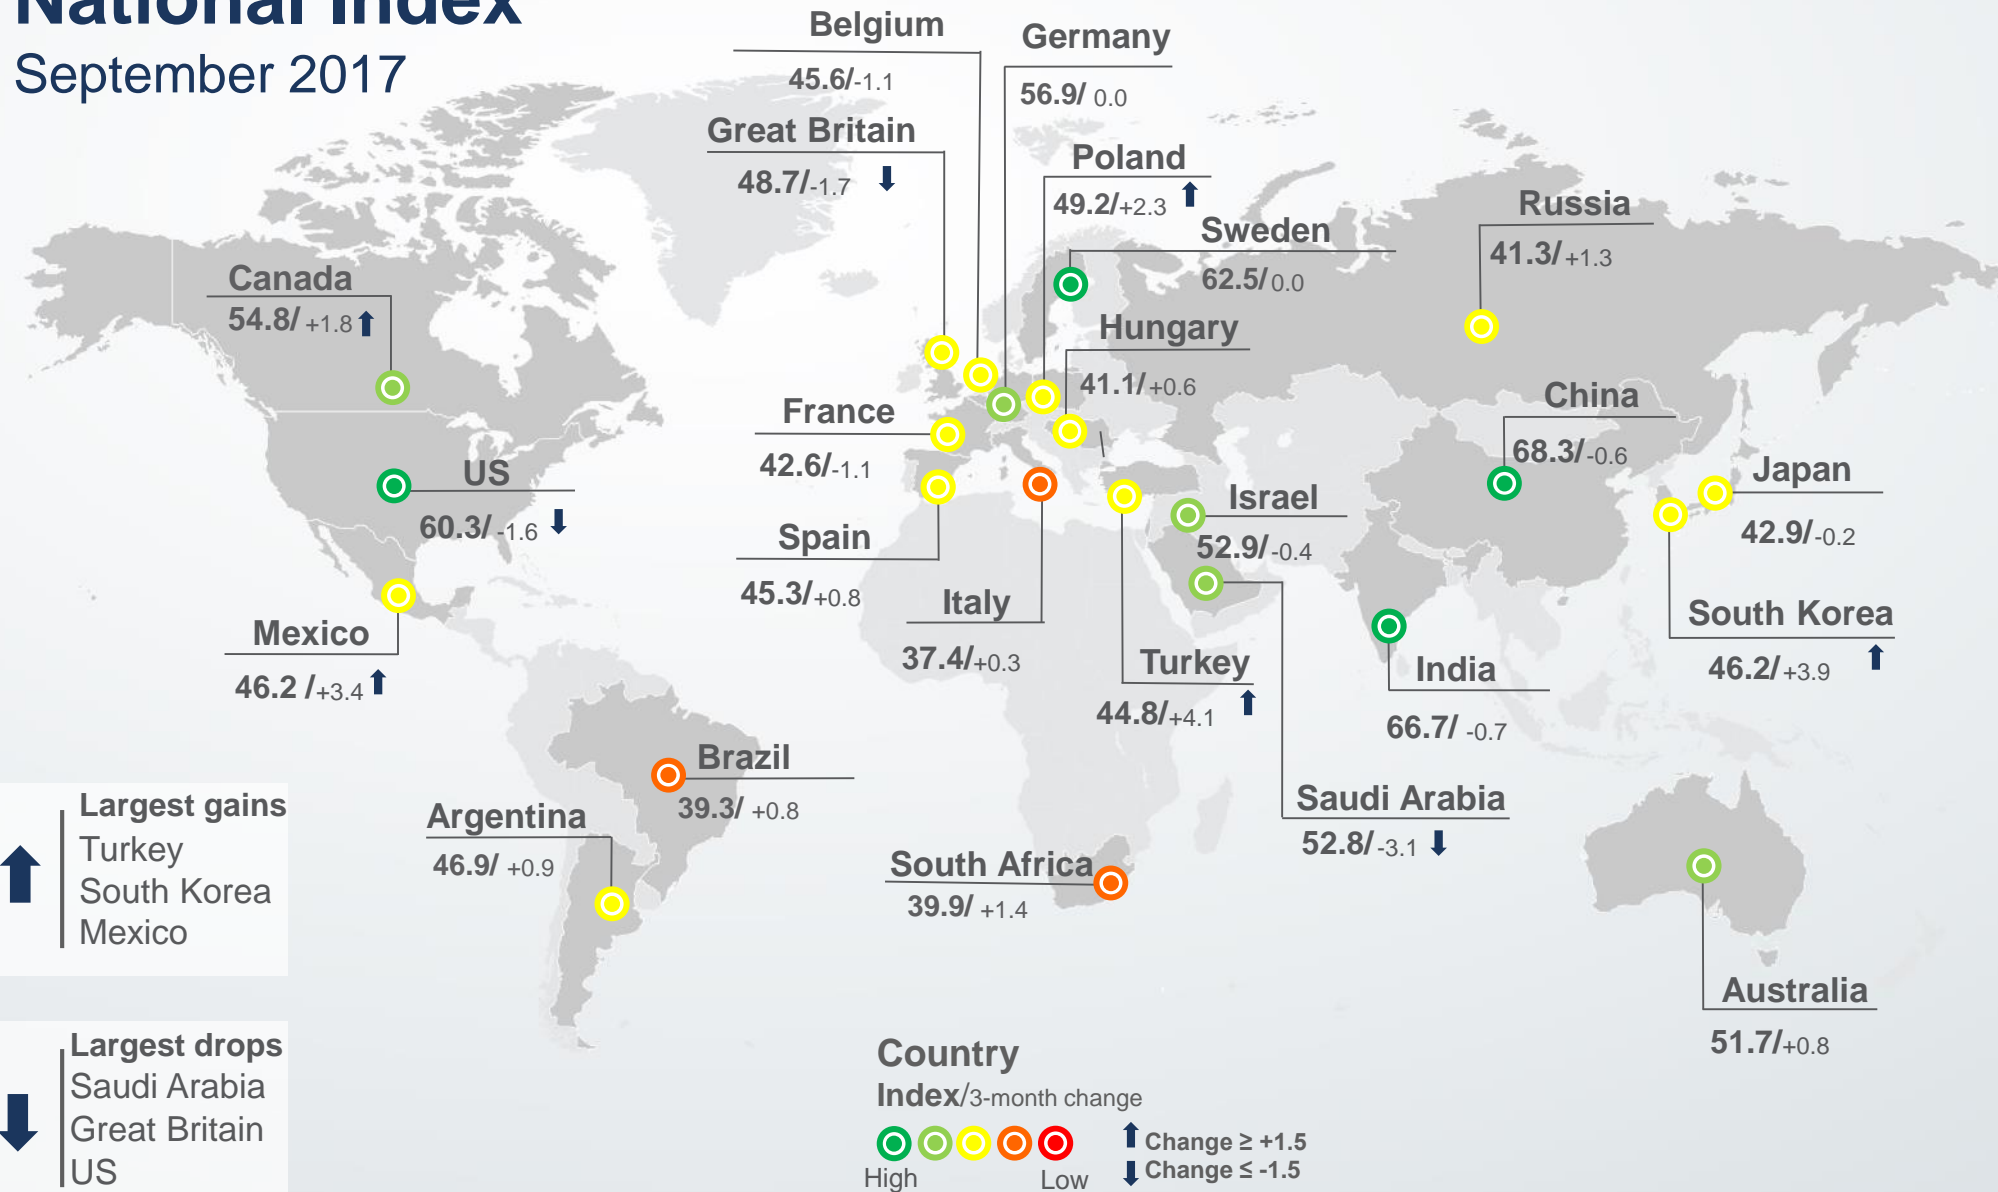 National Index
September 2017
Belgium
45.6/-1.1
Germany
56.9/ 0.0
Great Britain
48.7/-1.7
Poland
49.2/+2.3
Sweden
62.5/0.0
Russia
41.3/+1.3
Canada
54.8/ +1.8
Hungary
41.1/+0.6
China
68.3/-0.6
France
42.6/-1.1
US
60.3/ -1.6
Japan
42.9/-0.2
Israel
52.9/-0.4
Spain
45.3/+0.8
Italy
37.4/+0.3
South Korea
46.2/+3.9
Mexico
46.2 /+3.4
Turkey
44.8/+4.1
India
66.7/ -0.7
Brazil
39.3/ +0.8
Argentina
46.9/ +0.9
Saudi Arabia
52.8/-3.1
South Africa
39.9/ +1.4
Australia
51.7/+0.8
Largest gains
Turkey
South Korea
Mexico
Largest drops
Saudi Arabia
Great Britain
US
Country
Index/3-month change
High
Low
Change ≥ +1.5
Change ≤ -1.5